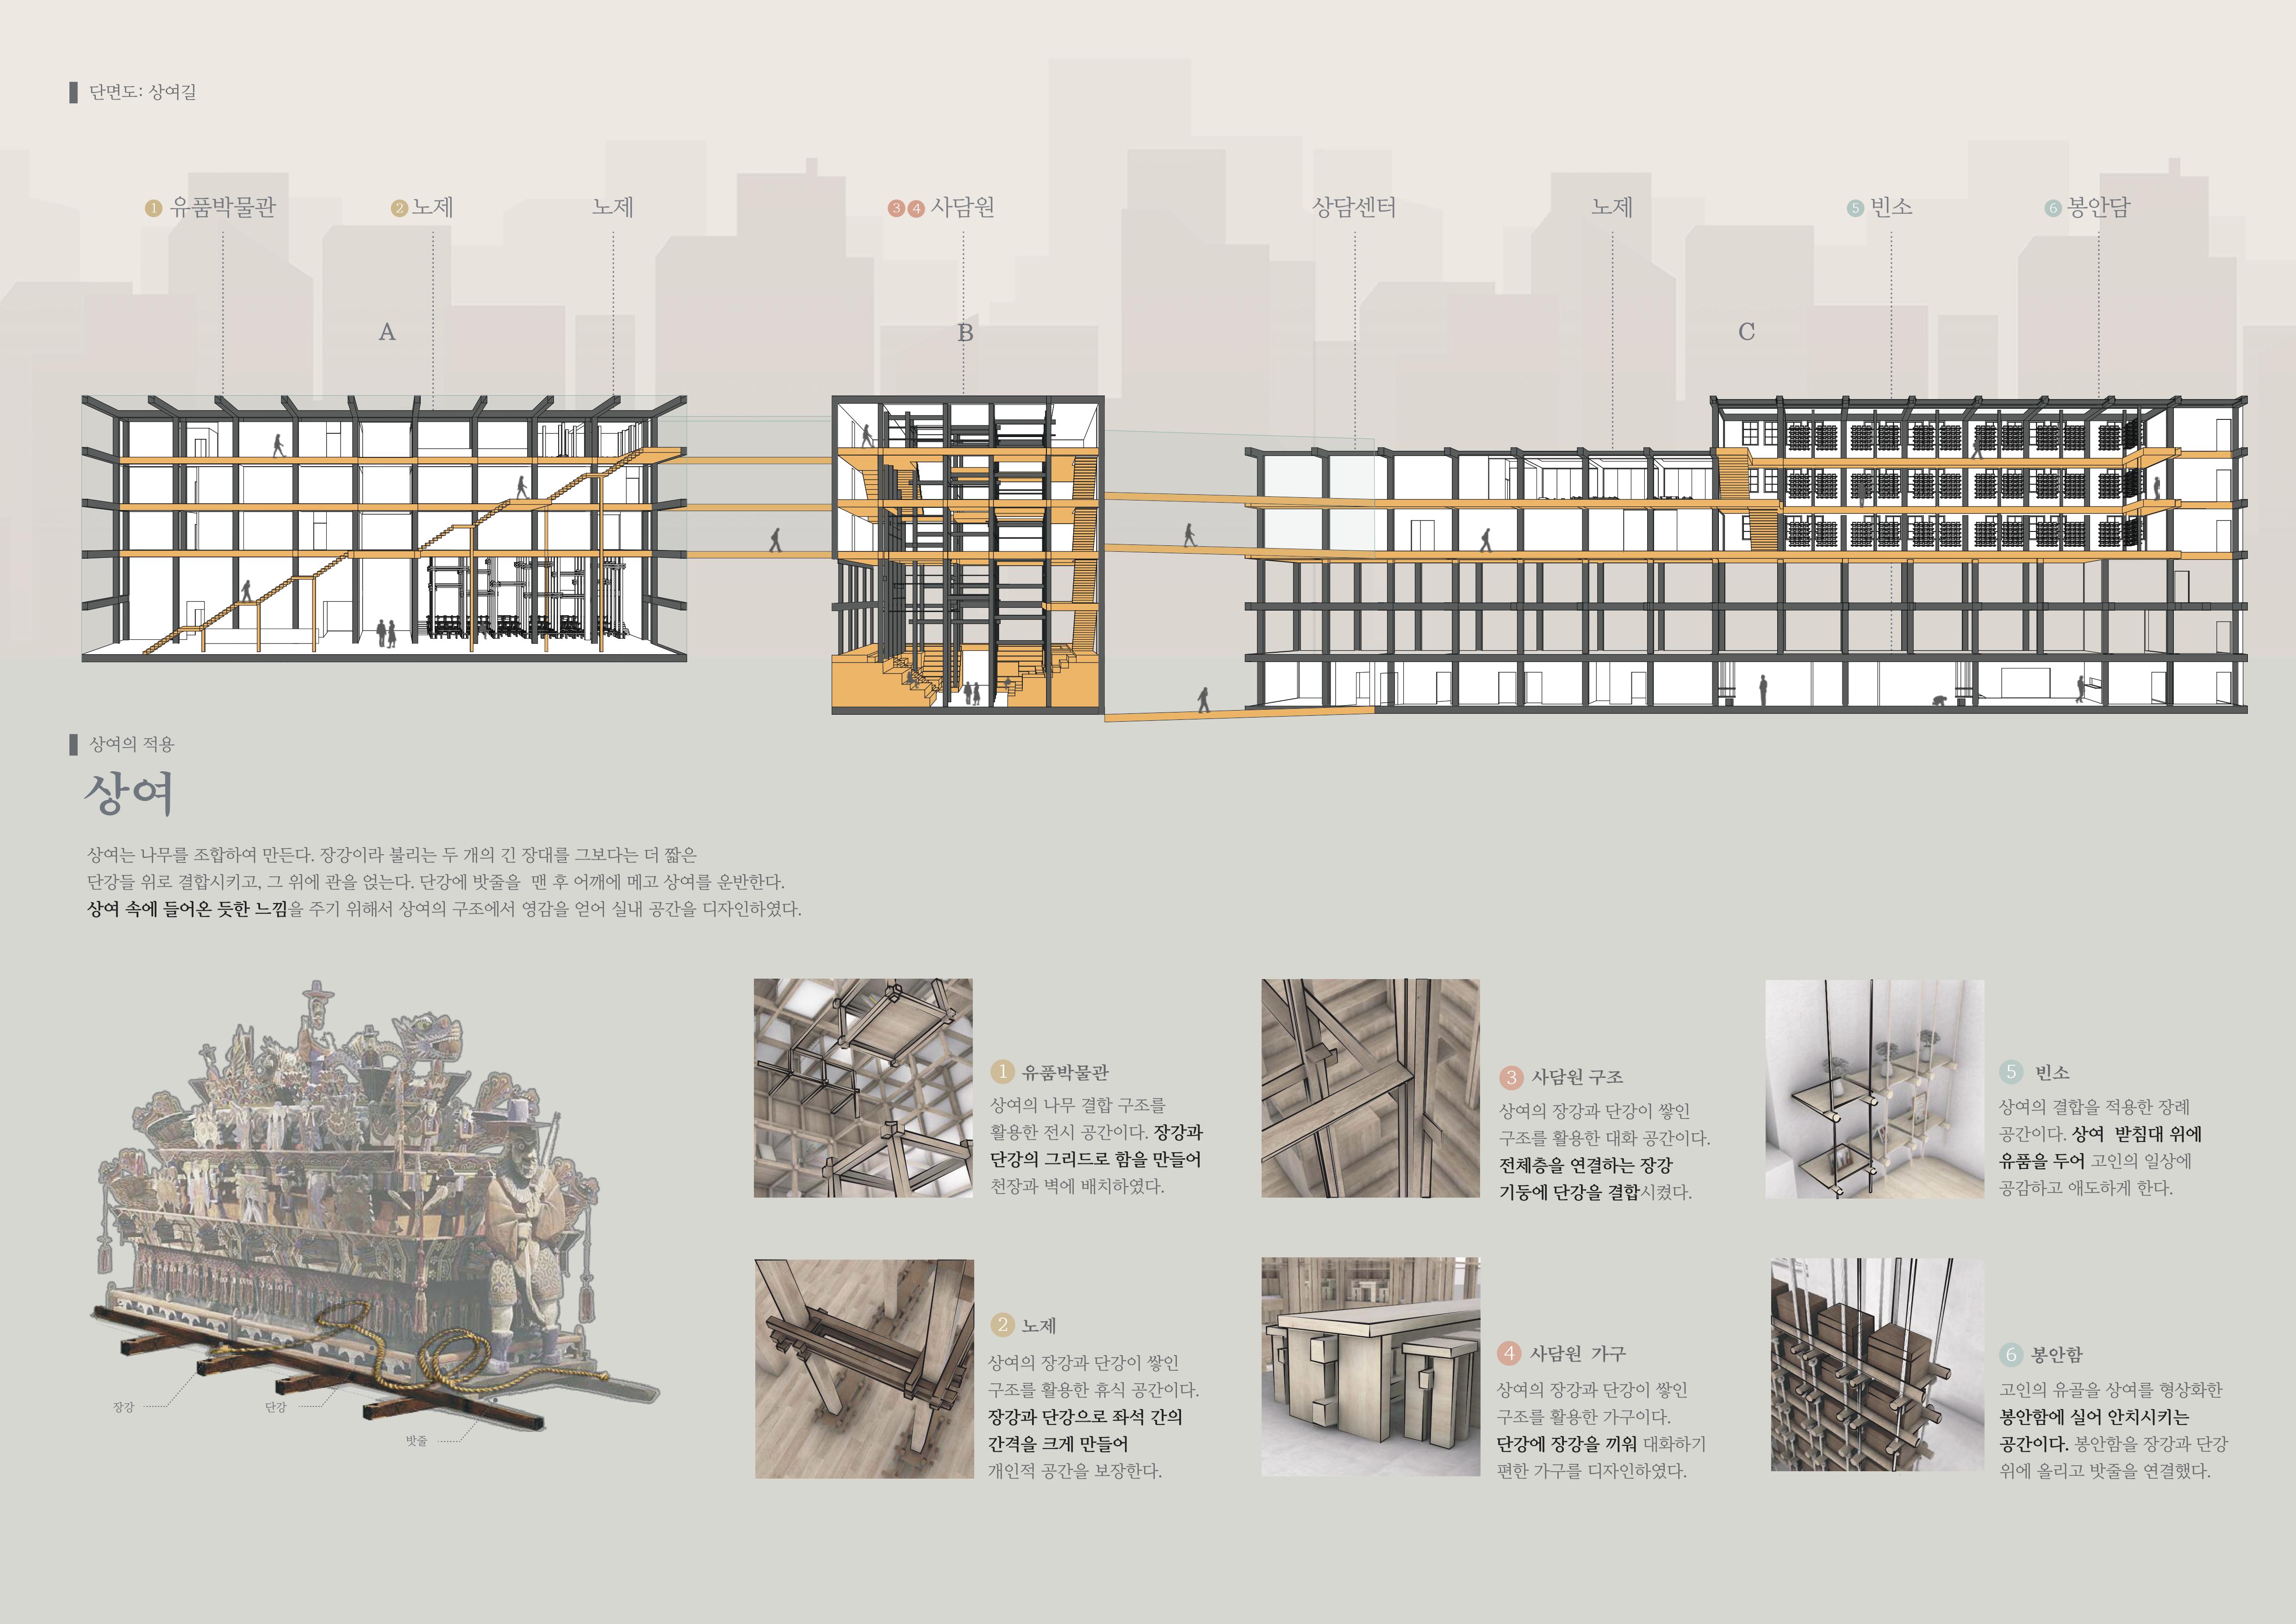 단면도: 상여길
1 유품박물관
2 노제
노제
3 4 사담원
상담센터
노제
5 빈소
6 봉안담
A
B
C
상여의 적용
상여
상여는 나무를 조합하여 만든다. 장강이라 불리는 두 개의 긴 장대를 그보다는 더 짧은
단강들 위로 결합시키고, 그 위에 관을 얹는다. 단강에 밧줄을 맨 후 어깨에 메고 상여를 운반한다.
상여 속에 들어온 듯한 느낌을 주기 위해서 상여의 구조에서 영감을 얻어 실내 공간을 디자인하였다.
장강
단강
밧줄
1 유품박물관
상여의 나무 결합 구조를
활용한 전시 공간이다. 장강과
단강의 그리드로 함을 만들어
천장과 벽에 배치하였다.
2 노제
상여의 장강과 단강이 쌓인
구조를 활용한 휴식 공간이다.
장강과 단강으로 좌석 간의
간격을 크게 만들어
개인적 공간을 보장한다.
3 사담원 구조
상여의 장강과 단강이 쌓인
구조를 활용한 대화 공간이다.
전체층을 연결하는 장강
기둥에 단강을 결합시켰다.
4 사담원 가구
상여의 장강과 단강이 쌓인
구조를 활용한 가구이다.
단강에 장강을 끼워 대화하기
편한 가구를 디자인하였다.
5 빈소
상여의 결합을 적용한 장례
공간이다. 상여 받침대 위에
유품을 두어 고인의 일상에
공감하고 애도하게 한다.
6 봉안함
고인의 유골을 상여를 형상화한
봉안함에 실어 안치시키는
공간이다. 봉안함을 장강과 단강
위에 올리고 밧줄을 연결했다.